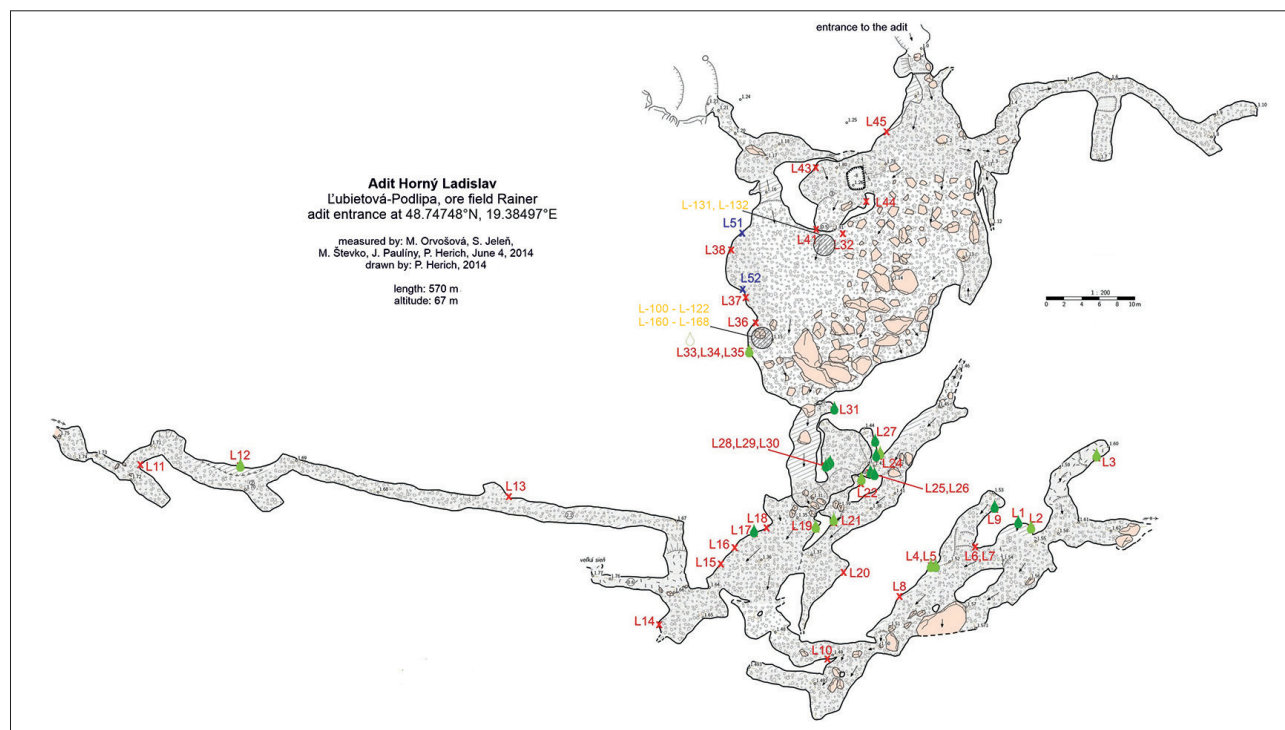 entrance to the adit
Adit Horný Ladislav
Ľubietová-Podlipa, ore field Rainer
adit entrance at 48.74748°N, 19.38497°E
measured by: M. Orvošová, S. Jeleň,
M. Števko, J. Paulíny, P. Herich, June 4, 2014
drawn by: P. Herich, 2014
length: 570 m
altitude: 67 m
L45
L43
L44
L-131, L-132
L51
L41
L32
L38
L52
L37
L-100 - L-122
L-160 - L-168
L36
L33,L34,L35
1 : 200
0 2 4 6 8 10m
L31
L27
L28,L29,L30
L24
L25,L26
L22
L3
L12
L11
L13
L9
L1
L2
L21
L19
L18
L17
L16
L15
L6,L7
L4,L5
L20
L8
L14
L10
veľká sieň